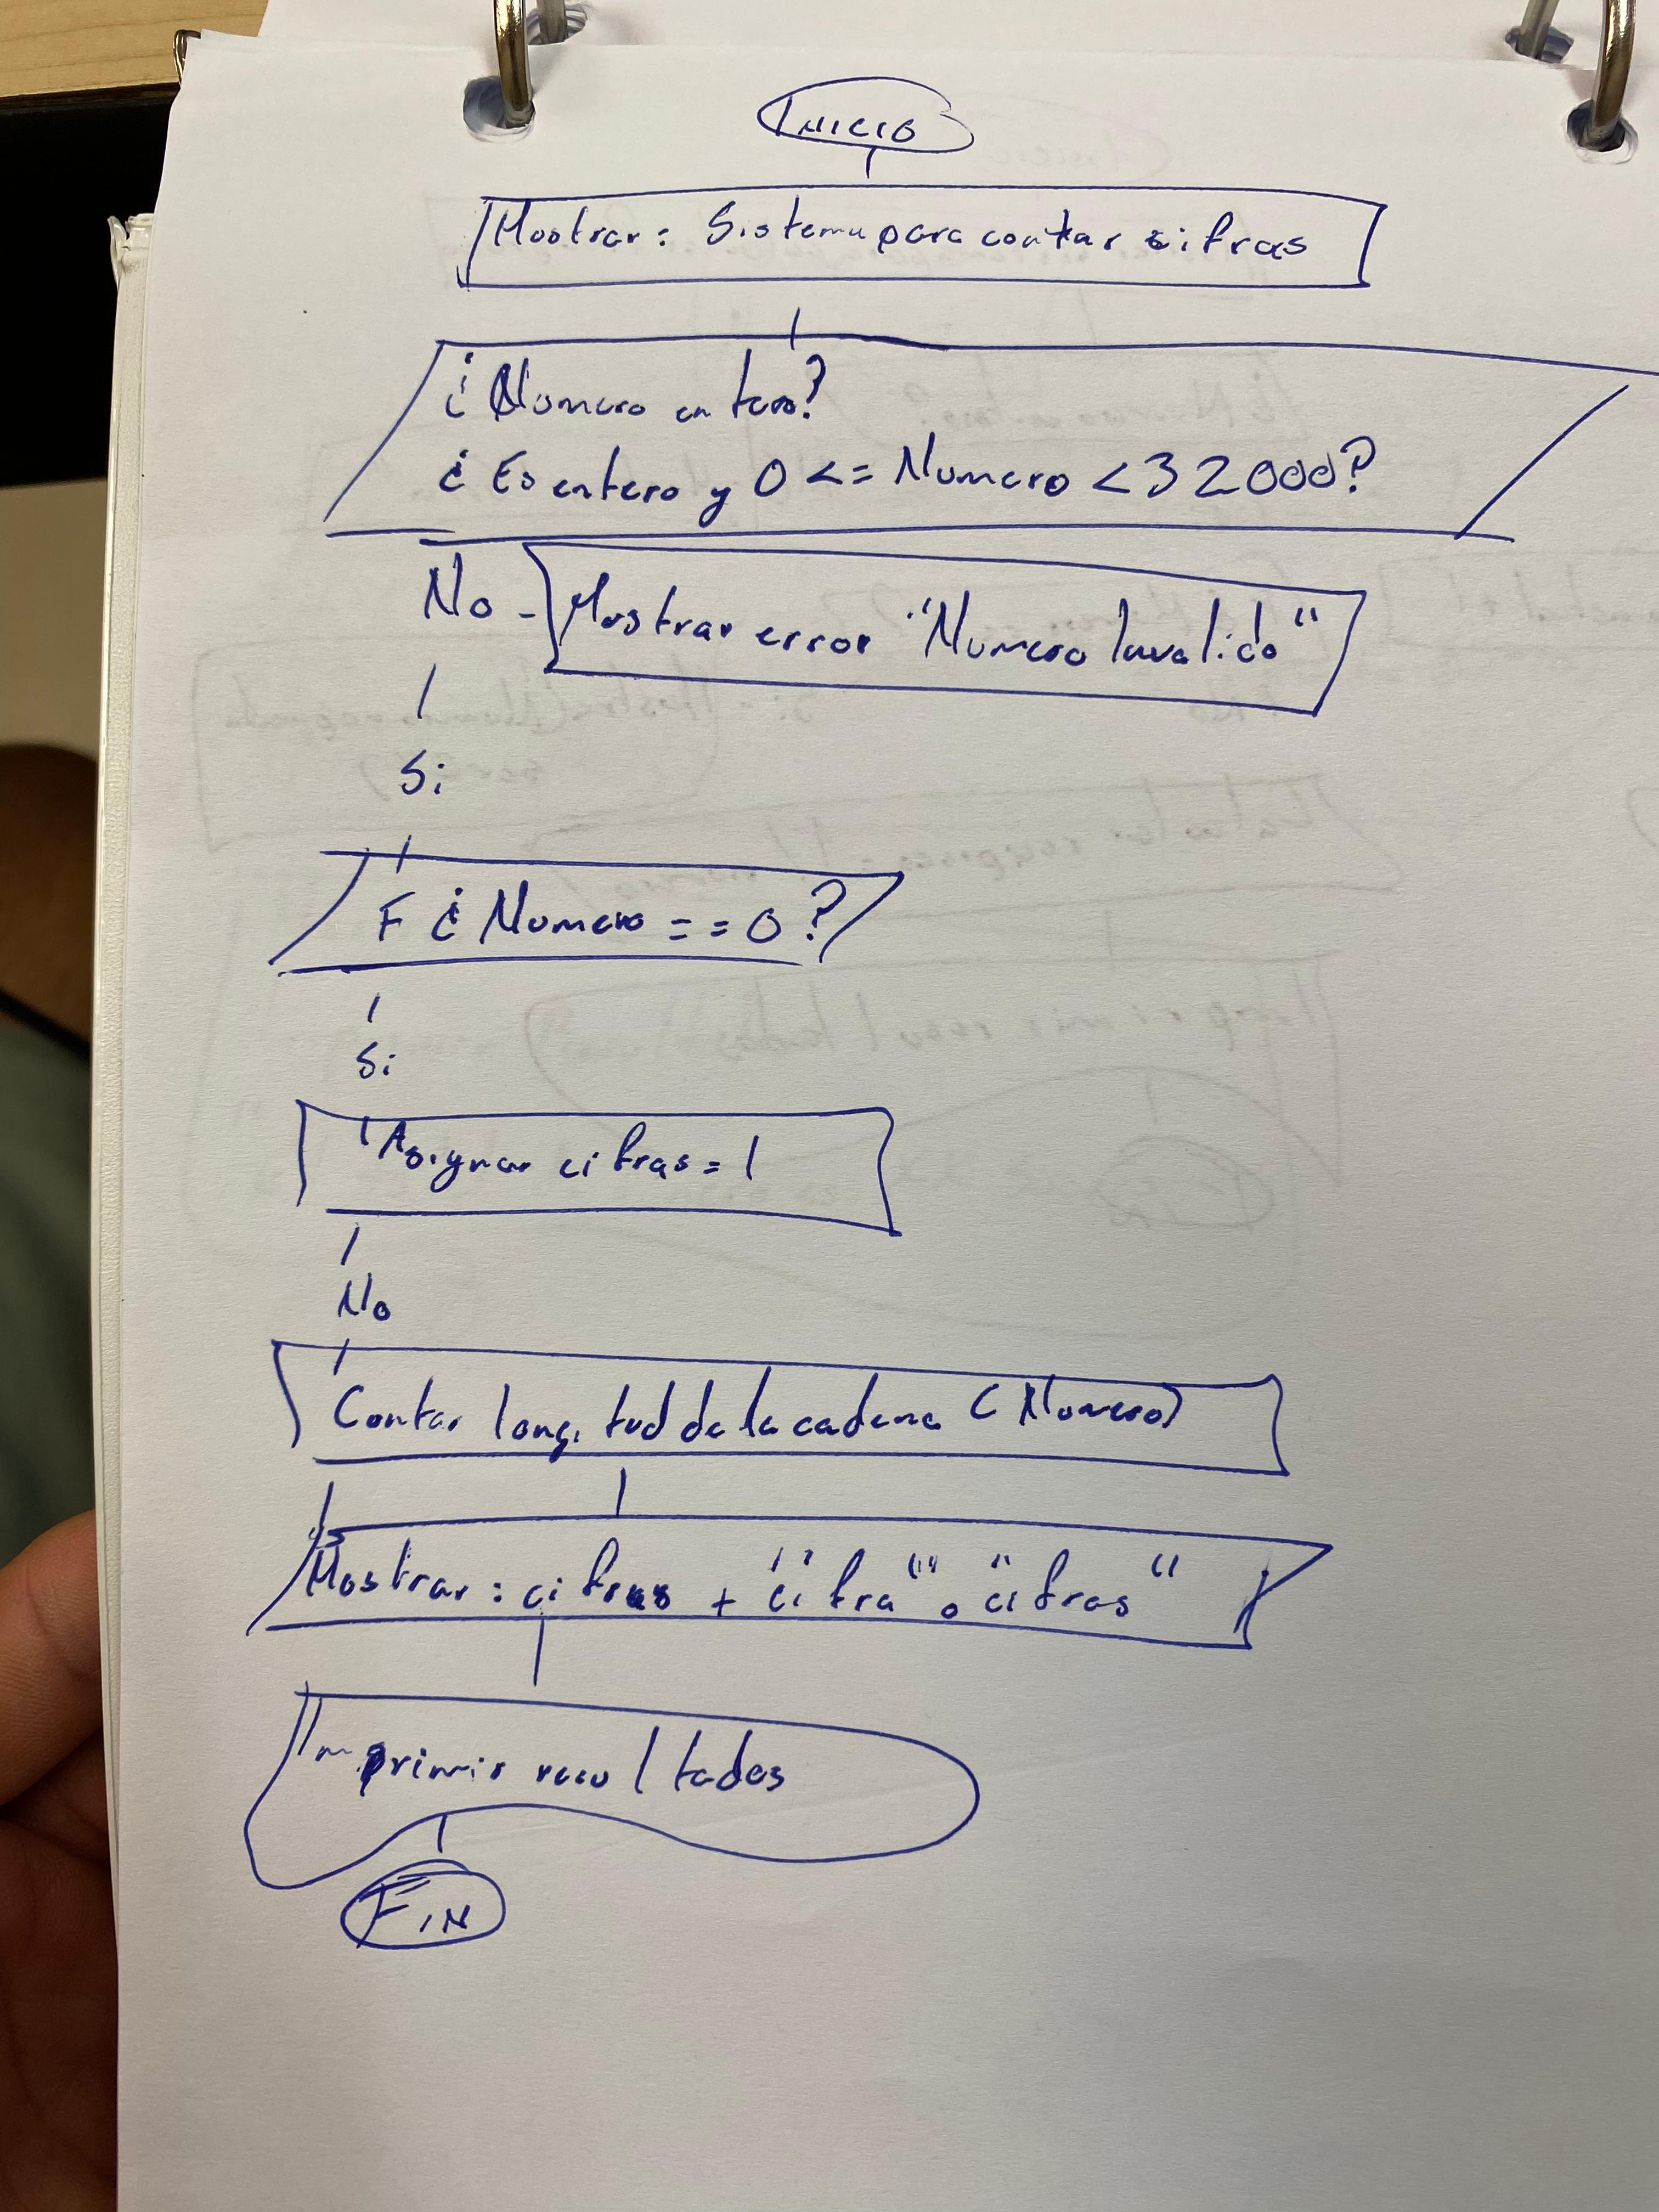 INICIO
Mostrar: Sistema para contar sifras
¿Numero entero?
¿Es entero y 0 <= Numero < 32000?
No - Mostrar error "Numero Invalido"
Si
F ¿Numero == 0?
Si
Asignar cifras = 1
No
Contar longitud de la cadena (Numero)
Mostrar: cifras + "cifra" o "cifras"
Imprimir resultados
FIN